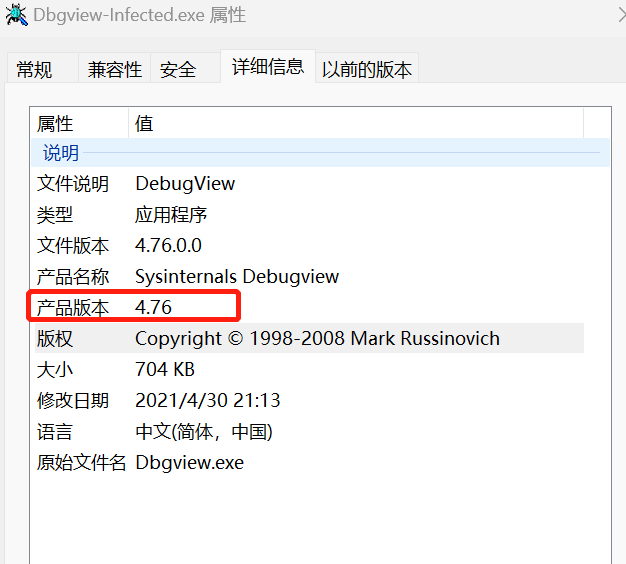 Dbgview-Infected.exe 属性
常规 兼容性 安全 详细信息 以前的版本
属性 值
说明
文件说明 DebugView
类型 应用程序
文件版本 4.76.0.0
产品名称 Sysinternals Debugview
产品版本 4.76
版权 Copyright © 1998-2008 Mark Russinovich
大小 704 KB
修改日期 2021/4/30 21:13
语言 中文(简体，中国)
原始文件名 Dbgview.exe